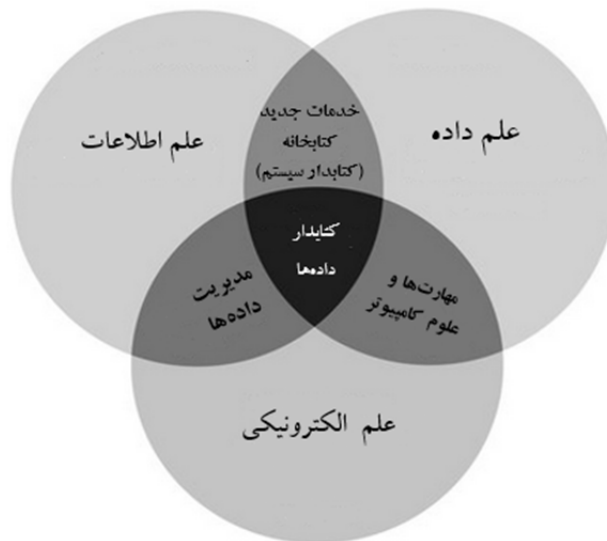 علم داده
علم اطلاعات
خدمات جدید
کتابخانه
(کتابدار سیستم)
کتابدار
داده‌ها
مهارت‌ها و
علوم کامپیوتر
مدیریت
داده‌ها
علم الکترونیکی